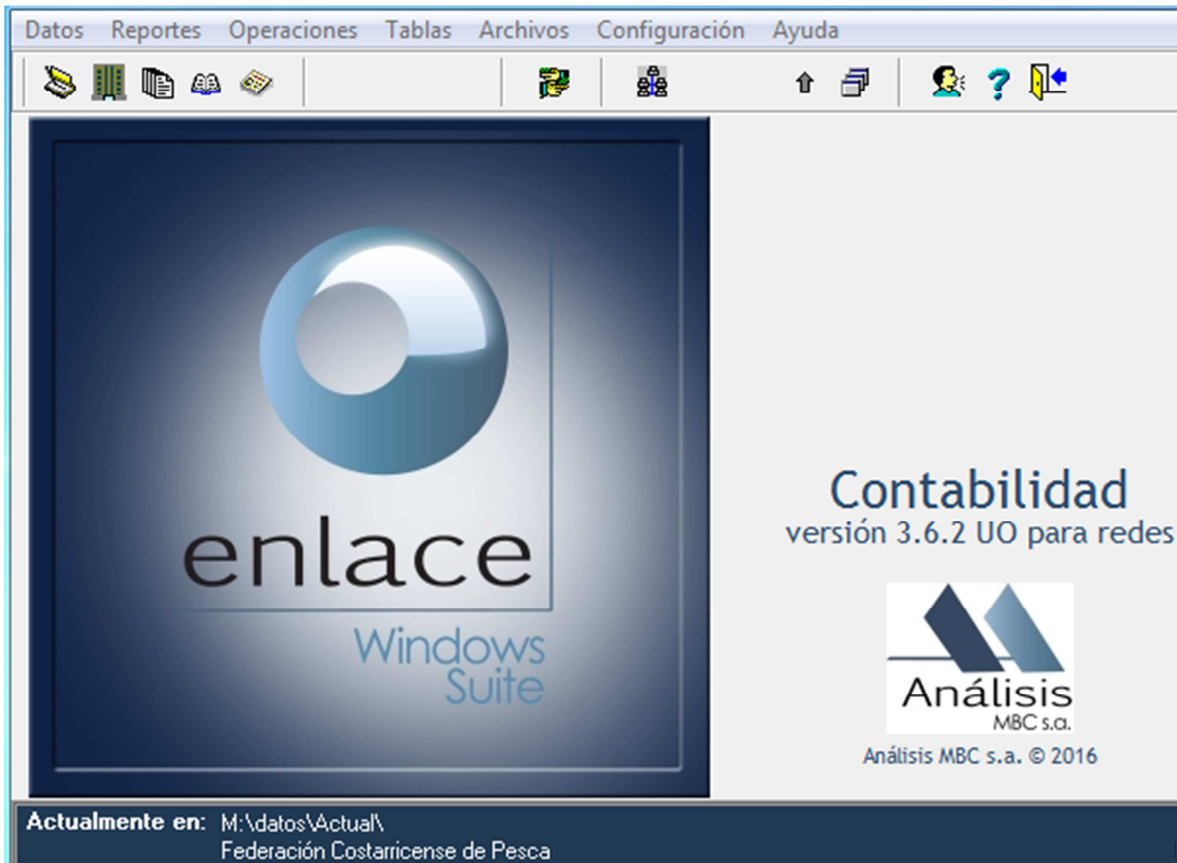 Datos Reportes Operaciones Tablas Archivos Configuración Ayuda
enlace
Windows
Suite
Contabilidad
versión 3.6.2 UO para redes
Análisis
MBC s.a.
Análisis MBC s.a. © 2016
Actualmente en: M:\datos\Actual\
Federación Costarricense de Pesca